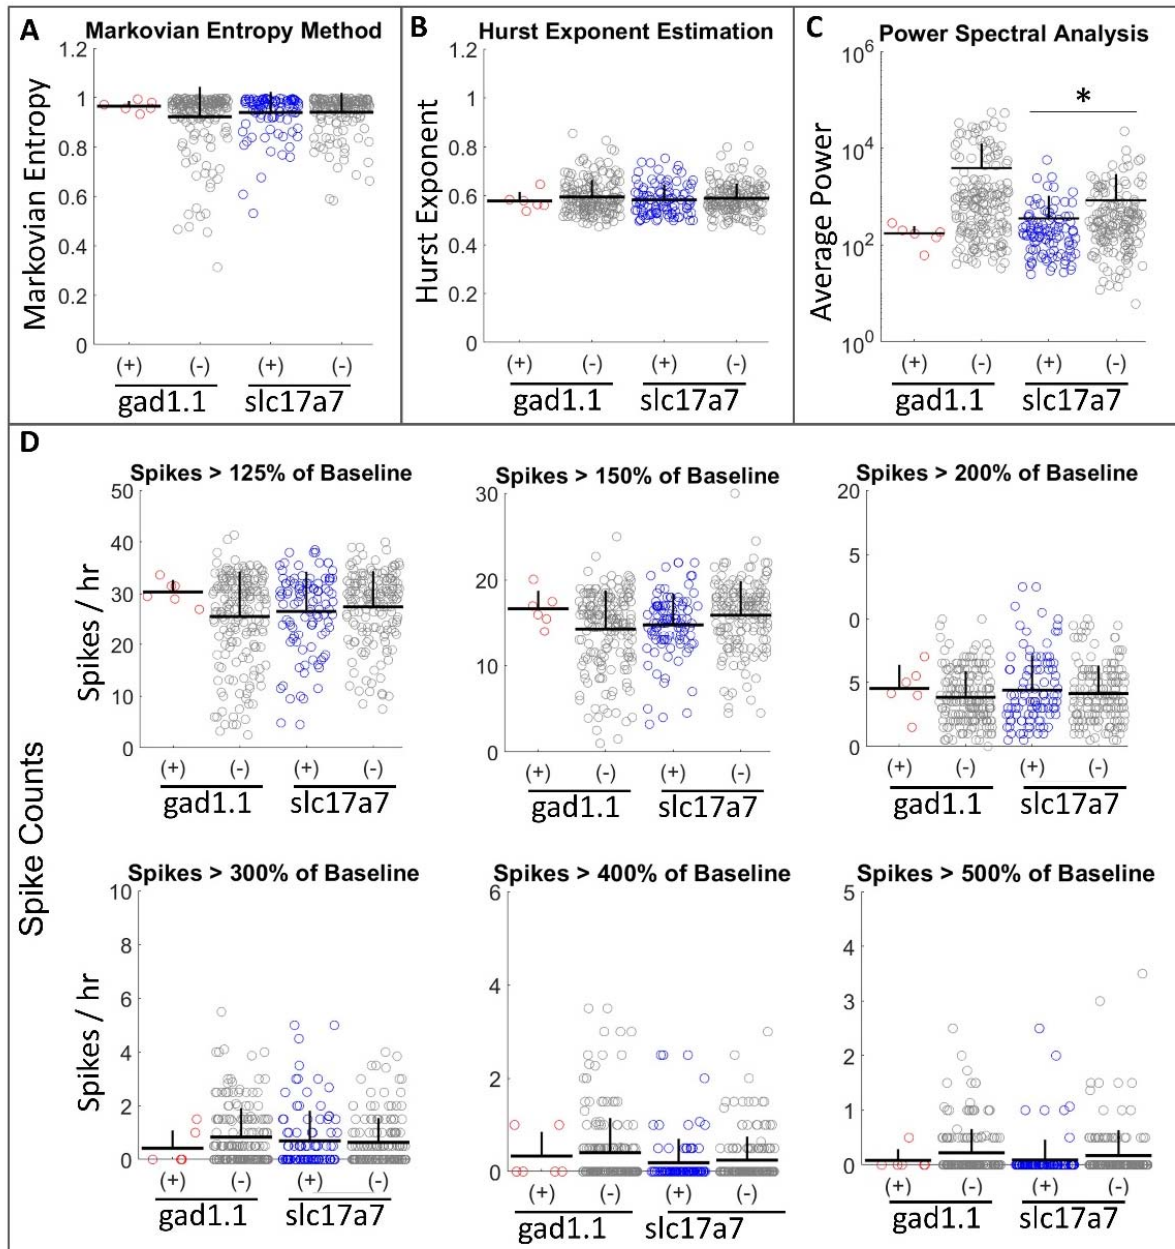 A
Markovian Entropy Method
Markovian Entropy
1.2
1
0.8
0.6
0.4
0.2
0
(+) (-) (+) (-)
gad1.1 slc17a7
B
Hurst Exponent Estimation
Hurst Exponent
1.2
1
0.8
0.6
0.4
0.2
0
(+) (-) (+) (-)
gad1.1 slc17a7
C
Power Spectral Analysis
Average Power
10^6
10^4
10^2
10^0
*
(+) (-) (+) (-)
gad1.1 slc17a7
D
Spike Counts
Spikes > 125% of Baseline
Spikes / hr
50
40
30
20
10
0
(+) (-) (+) (-)
gad1.1 slc17a7
Spikes > 150% of Baseline
30
20
10
0
(+) (-) (+) (-)
gad1.1 slc17a7
Spikes > 200% of Baseline
20
0
5
0
(+) (-) (+) (-)
gad1.1 slc17a7
Spikes > 300% of Baseline
Spikes / hr
10
8
6
4
2
0
(+) (-) (+) (-)
gad1.1 slc17a7
Spikes > 400% of Baseline
6
4
2
0
(+) (-) (+) (-)
gad1.1 slc17a7
Spikes > 500% of Baseline
5
4
3
2
1
0
(+) (-) (+) (-)
gad1.1 slc17a7